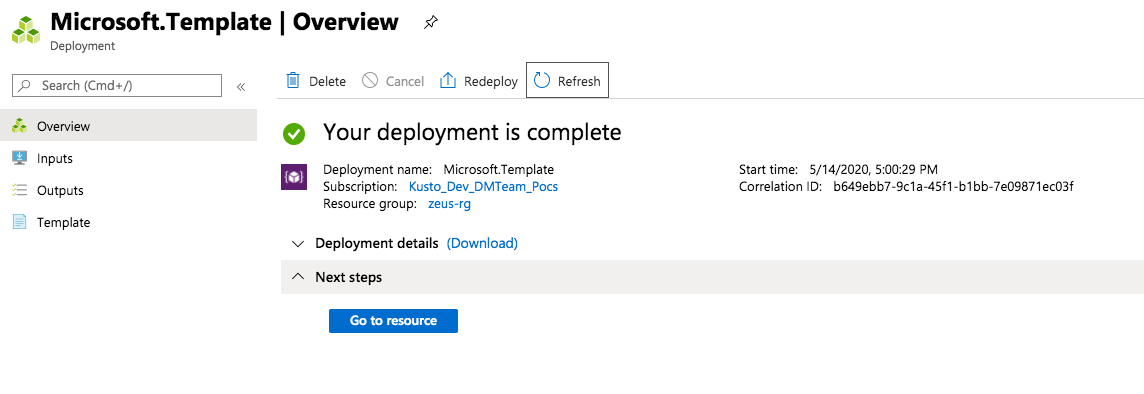 Microsoft.Template | Overview
Deployment
Search (Cmd+/)
«
Delete
Cancel
Redeploy
Refresh
Overview
Inputs
Outputs
Template
Your deployment is complete
Deployment name: Microsoft.Template
Subscription: Kusto_Dev_DMTeam_Pocs
Resource group: zeus-rg
Start time: 5/14/2020, 5:00:29 PM
Correlation ID: b649ebb7-9c1a-45f1-b1bb-7e09871ec03f
Deployment details (Download)
Next steps
Go to resource